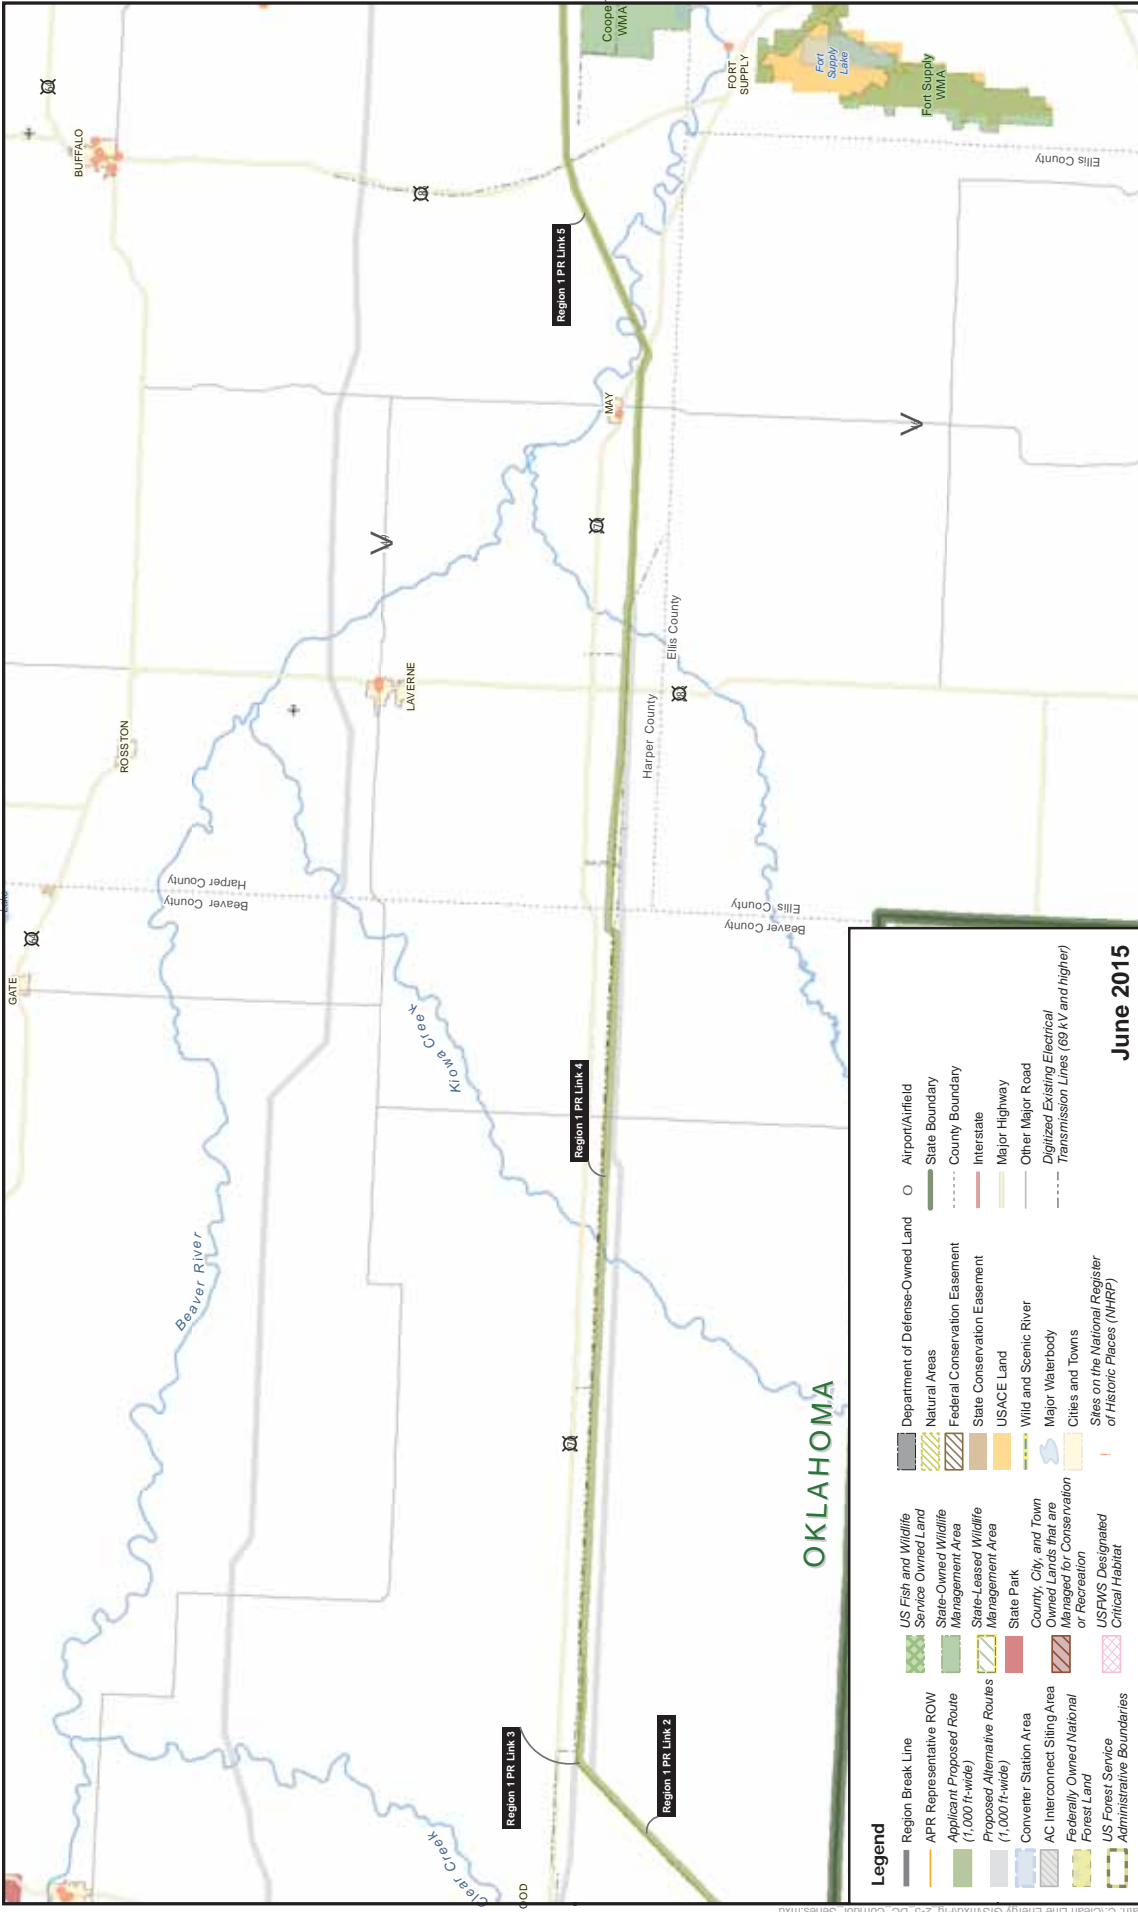 BUFFALO
Cooper
WMA
FORT
SUPPLY
Fort
Supply
Lake
Fort Supply
WMA
Ellis County
Region 1 PR Link 5
MAY
LAVERNE
ROSSTON
Harper County
Ellis County
Harper County
Beaver County
Ellis County
Beaver County
GATE
Kiowa Creek
Region 1 PR Link 4
Beaver River
OKLAHOMA
Region 1 PR Link 3
Region 1 PR Link 2
Clear Creek
OOD
Legend
Region Break Line
APR Representative ROW
Applicant Proposed Route
(1,000 ft-wide)
Proposed Alternative Routes
(1,000 ft-wide)
Converter Station Area
AC Interconnect Siting Area
Federally Owned National
Forest Land
US Forest Service
Administrative Boundaries
US Fish and Wildlife
Service Owned Land
State-Owned Wildlife
Management Area
State-Leased Wildlife
Management Area
State Park
County, City, and Town
Owned Lands that are
Managed for Conservation
or Recreation
USFWS Designated
Critical Habitat
Department of Defense-Owned Land
Natural Areas
Federal Conservation Easement
State Conservation Easement
USACE Land
Wild and Scenic River
Major Waterbody
Cities and Towns
Sites on the National Register
of Historic Places (NHRP)
Airport/Airfield
State Boundary
County Boundary
Interstate
Major Highway
Other Major Road
Digitized Existing Electrical
Transmission Lines (69 kV and higher)
June 2015